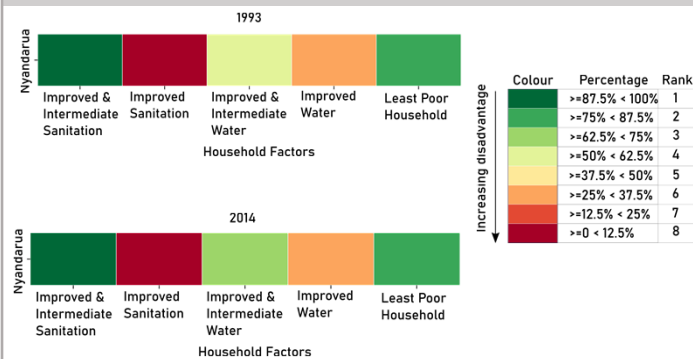 1993
Nyandarua
Improved &
Intermediate
Sanitation
Improved
Sanitation
Improved &
Intermediate
Water
Improved
Water
Least Poor
Household
Household Factors
2014
Nyandarua
Improved &
Intermediate
Sanitation
Improved
Sanitation
Improved &
Intermediate
Water
Improved
Water
Least Poor
Household
Household Factors
Increasing disadvantage
Colour Percentage Rank
>=87.5% < 100% 1
>=75% < 87.5% 2
>=62.5% < 75% 3
>=50% < 62.5% 4
>=37.5% < 50% 5
>=25% < 37.5% 6
>=12.5% < 25% 7
>=0 < 12.5% 8